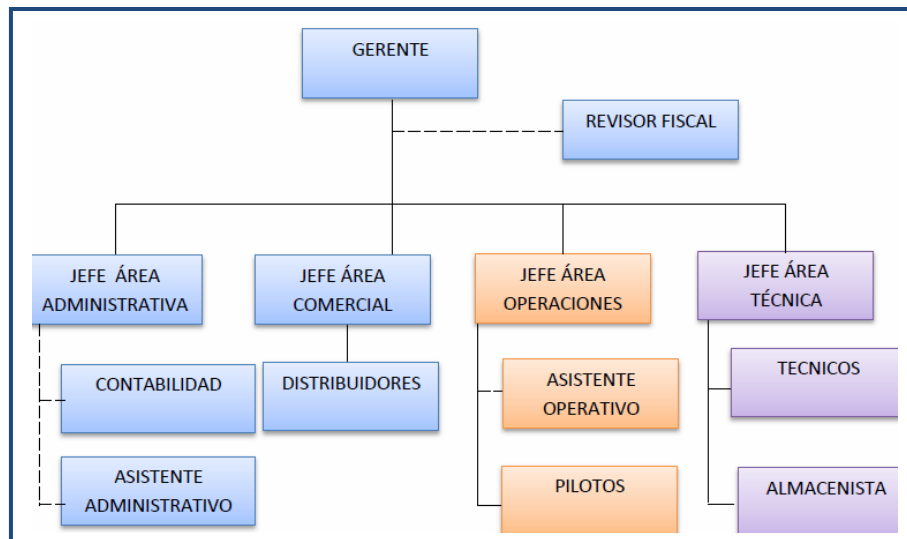 GERENTE
REVISOR FISCAL
JEFE ÁREA
ADMINISTRATIVA
JEFE ÁREA
COMERCIAL
JEFE ÁREA
OPERACIONES
JEFE ÁREA
TÉCNICA
CONTABILIDAD
DISTRIBUIDORES
ASISTENTE
OPERATIVO
TECNICOS
ASISTENTE
ADMINISTRATIVO
PILOTOS
ALMACENISTA